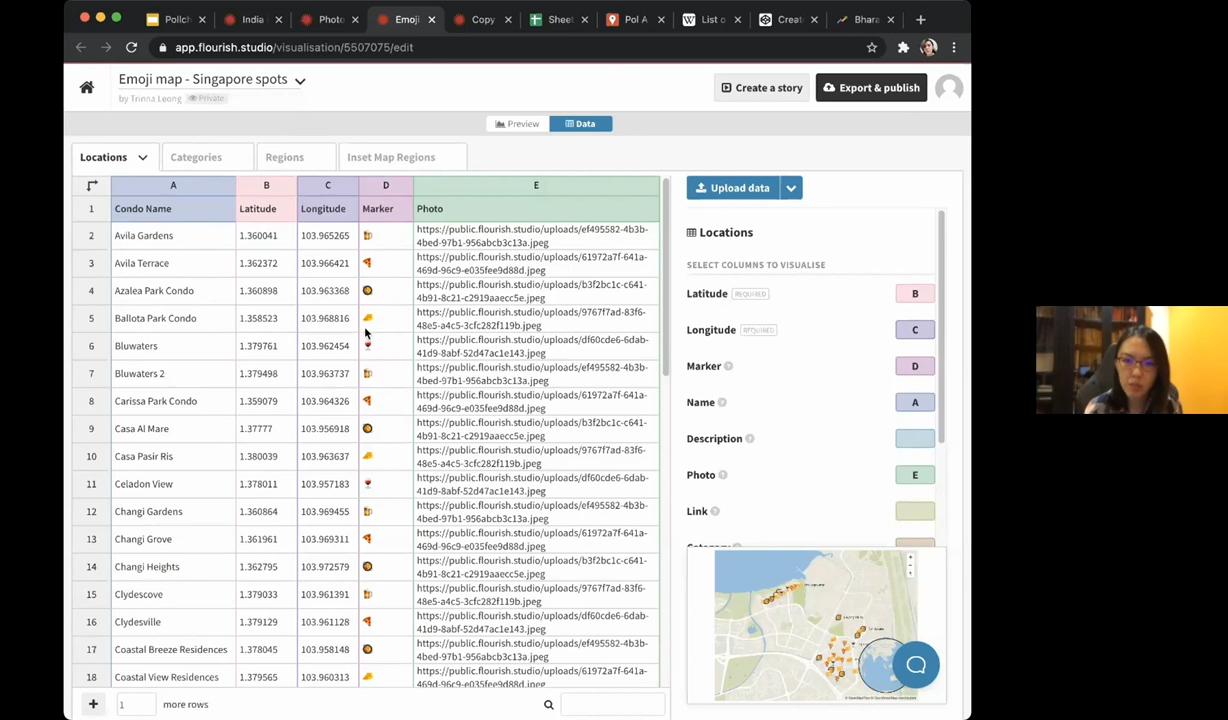 Pollch
India
Photo
Emoji
Copy
Sheet
Pol A
List o
Creat
Bhara
app.flourish.studio/visualisation/5507075/edit
Emoji map - Singapore spots
by Trinna Leong Private
Create a story
Export & publish
Preview Data
Locations Categories Regions Inset Map Regions
Upload data
A B C D E
1 Condo Name Latitude Longitude Marker Photo
2 Avila Gardens 1.360041 103.965265 🍺 https://public.flourish.studio/uploads/ef495582-4b3b-
4bed-97b1-956abcb3c13a.jpeg
3 Avila Terrace 1.362372 103.966421 🍕 https://public.flourish.studio/uploads/61972a7f-641a-
469d-96c9-e035fee9d88d.jpeg
4 Azalea Park Condo 1.360898 103.963368 🥘 https://public.flourish.studio/uploads/b3f2bc1c-c641-
4b91-8c21-c2919aaecc5e.jpeg
5 Ballota Park Condo 1.358523 103.968816 🧀 https://public.flourish.studio/uploads/9767f7ad-83f6-
48e5-a4c5-3cfc282f119b.jpeg
6 Bluwaters 1.379761 103.962454 🍷 https://public.flourish.studio/uploads/df60cde6-6dab-
41d9-8abf-52d47ac1e143.jpeg
7 Bluwaters 2 1.379498 103.963737 🍺 https://public.flourish.studio/uploads/ef495582-4b3b-
4bed-97b1-956abcb3c13a.jpeg
8 Carissa Park Condo 1.359079 103.964326 🍕 https://public.flourish.studio/uploads/61972a7f-641a-
469d-96c9-e035fee9d88d.jpeg
9 Casa Al Mare 1.37777 103.956918 🥘 https://public.flourish.studio/uploads/b3f2bc1c-c641-
4b91-8c21-c2919aaecc5e.jpeg
10 Casa Pasir Ris 1.380039 103.963637 🧀 https://public.flourish.studio/uploads/9767f7ad-83f6-
48e5-a4c5-3cfc282f119b.jpeg
11 Celadon View 1.378011 103.957183 🍷 https://public.flourish.studio/uploads/df60cde6-6dab-
41d9-8abf-52d47ac1e143.jpeg
12 Changi Gardens 1.360864 103.969455 🍺 https://public.flourish.studio/uploads/ef495582-4b3b-
4bed-97b1-956abcb3c13a.jpeg
13 Changi Grove 1.361961 103.969311 🍕 https://public.flourish.studio/uploads/61972a7f-641a-
469d-96c9-e035fee9d88d.jpeg
14 Changi Heights 1.362795 103.972579 🥘 https://public.flourish.studio/uploads/b3f2bc1c-c641-
4b91-8c21-c2919aaecc5e.jpeg
15 Clydescove 1.379033 103.961391 🍺 https://public.flourish.studio/uploads/9767f7ad-83f6-
48e5-a4c5-3cfc282f119b.jpeg
16 Clydesville 1.379129 103.961128 🍕 https://public.flourish.studio/uploads/df60cde6-6dab-
41d9-8abf-52d47ac1e143.jpeg
17 Coastal Breeze Residences 1.378045 103.958148 🥘 https://public.flourish.studio/uploads/ef495582-4b3b-
4bed-97b1-956abcb3c13a.jpeg
18 Coastal View Residences 1.379565 103.960313 🧀 https://public.flourish.studio/uploads/61972a7f-641a-
469d-96c9-e035fee9d88d.jpeg
1 more rows
Locations
SELECT COLUMNS TO VISUALISE
Latitude REQUIRED B
Longitude REQUIRED C
Marker D
Name A
Description
Photo E
Link